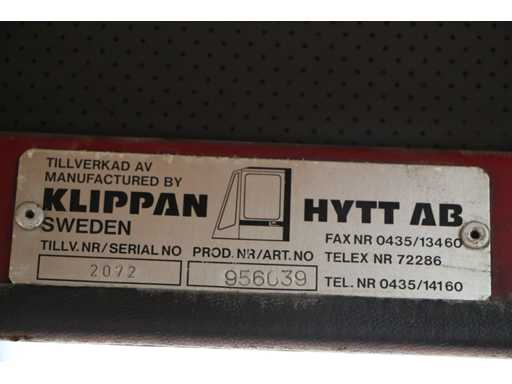 TILLVERKAD AV
MANUFACTURED BY
KLIPPAN HYTT AB
SWEDEN
FAX NR 0435/13460
TILLV.NR/SERIAL NO PROD.NR/ART.NO TELEX NR 72286
2072 956039 TEL. NR 0435/14160